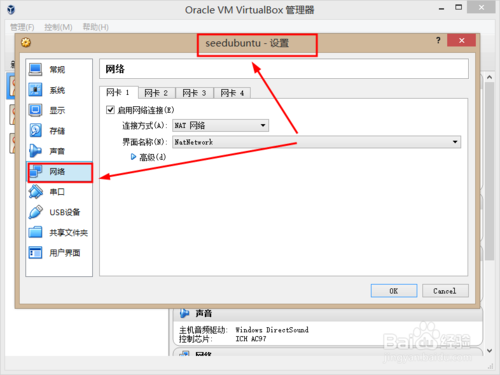 Oracle VM VirtualBox 管理器
管理(F) 控制(M) 帮助(H)
seedubuntu - 设置
常规
系统
显示
存储
声音
网络
串口
USB设备
共享文件夹
用户界面
网络
网卡 1 网卡 2 网卡 3 网卡 4
启用网络连接(E)
连接方式(A): NAT 网络
界面名称(N): NatNetwork
高级(d)
OK Cancel
声音
主机音频驱动: Windows DirectSound
控制芯片: ICH AC97
网络
Baidu 经验
jingyan.baidu.com